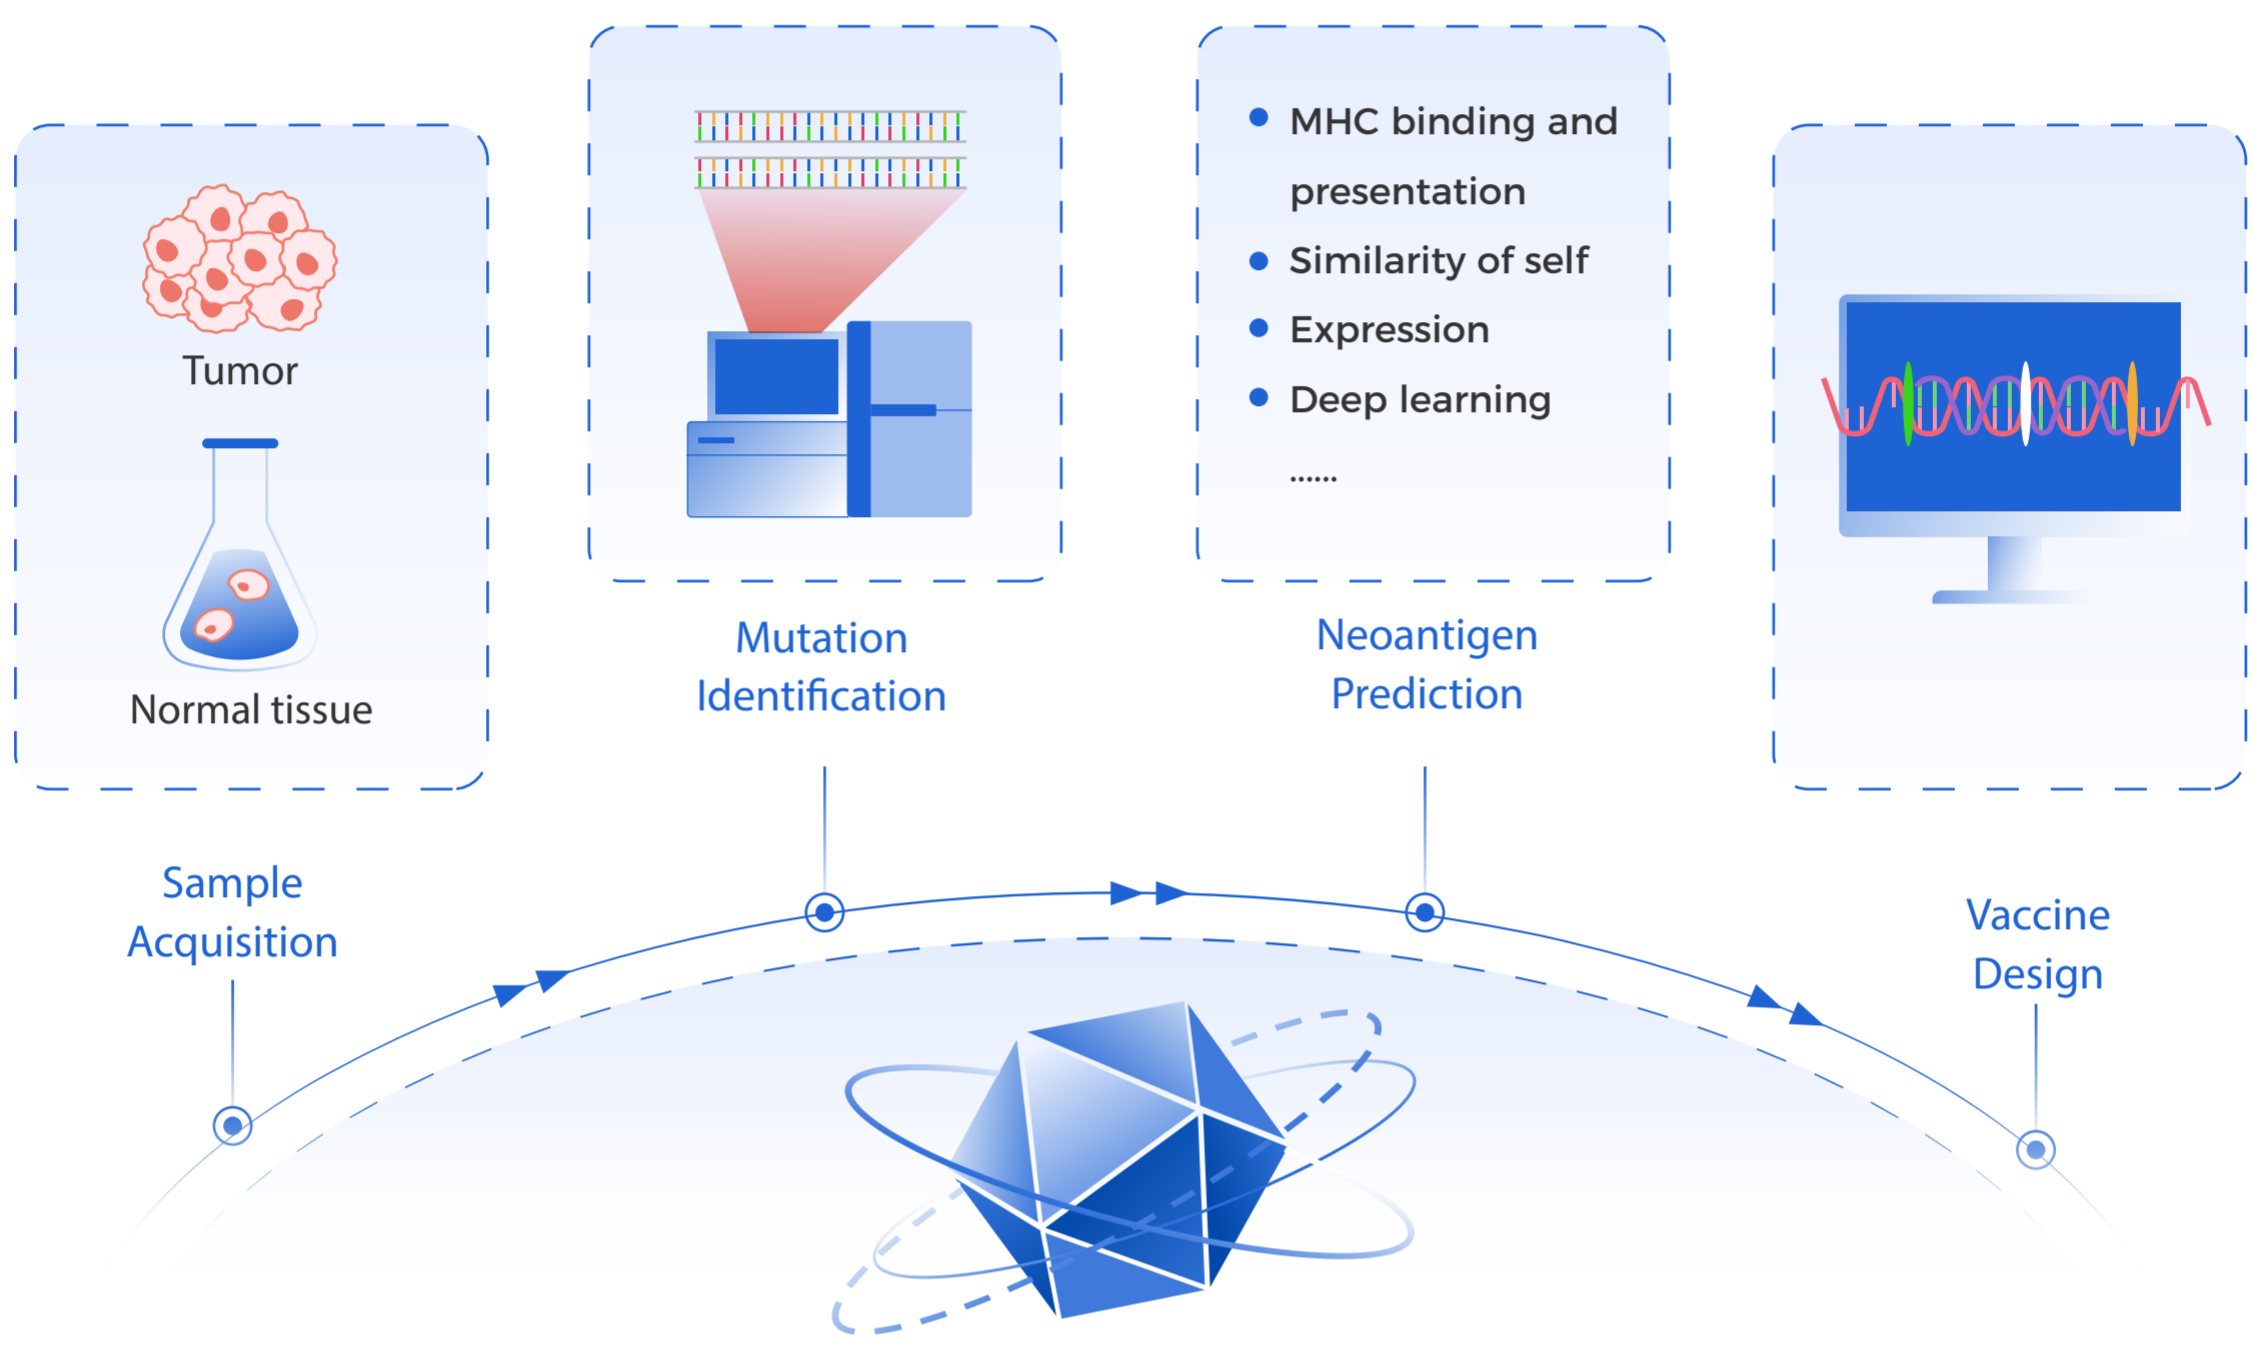 Tumor
Normal tissue
Sample
Acquisition
Mutation
Identification
MHC binding and
presentation
Similarity of self
Expression
Deep learning
......
Neoantigen
Prediction
Vaccine
Design